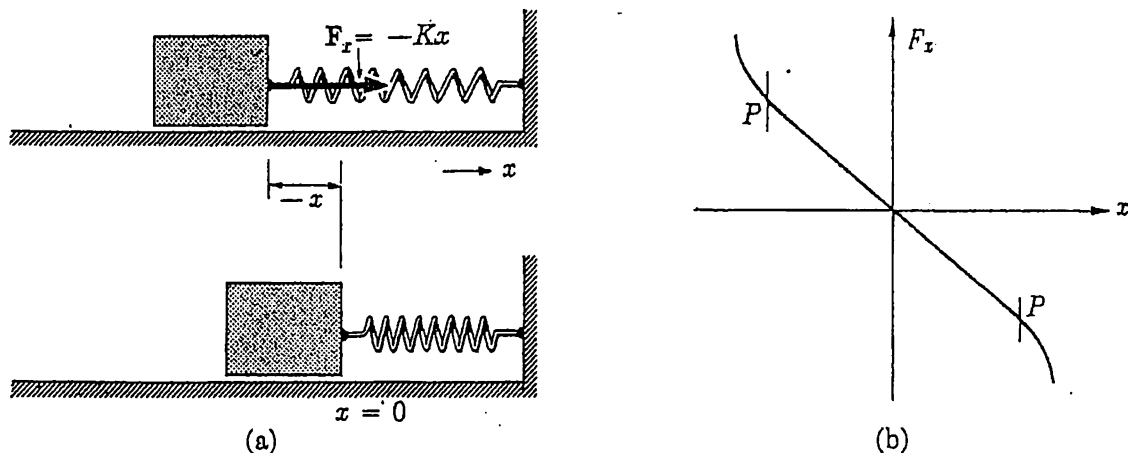 F_x = -Kx
x
-x
x = 0
(a)
F_x
P
x
P
(b)